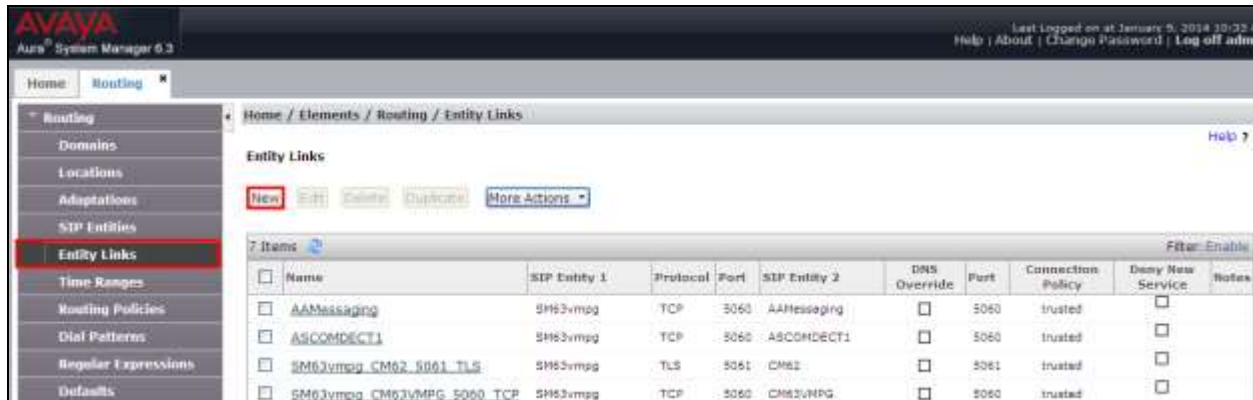 AVAYA
Aura® System Manager 6.3
Last Logged on at January 9, 2014 10:33
Help | About | Change Password | Log off adm
Home Routing ×
Routing
Domains
Locations
Adaptations
SIP Entities
Entity Links
Time Ranges
Routing Policies
Dial Patterns
Regular Expressions
Defaults
Home / Elements / Routing / Entity Links
Help ?
Entity Links
New Edit Delete Duplicate More Actions
7 Items Filter: Enable
Name SIP Entity 1 Protocol Port SIP Entity 2 DNS Override Port Connection Policy Deny New Service Notes
AAMessaging SM63vmpg TCP 5060 AAMessaging 5060 trusted
ASCOMDECT1 SM63vmpg TCP 5060 ASCOMDECT1 5060 trusted
SM63vmpg_CM62_5061_TLS SM63vmpg TLS 5061 CM62 5061 trusted
SM63vmpg_CM63VMPG_5060_TCP SM63vmpg TCP 5060 CM63VMPG 5060 trusted